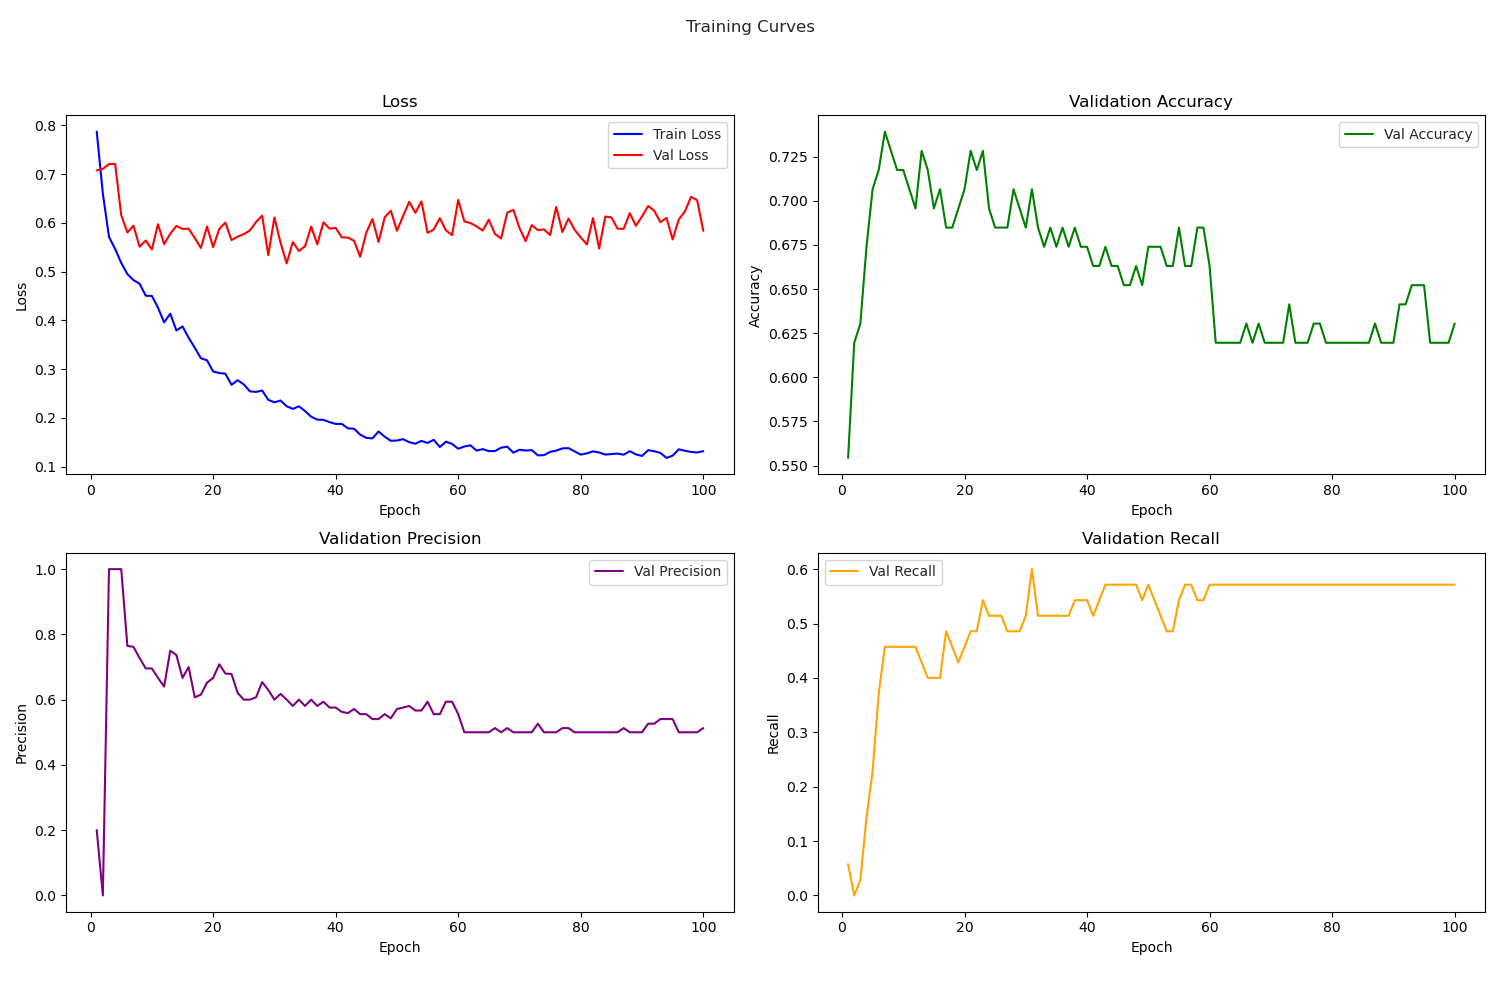 Training Curves
Loss
0.8
0.7
0.6
0.5
0.4
0.3
0.2
0.1
Loss
Train Loss
Val Loss
0 20 40 60 80 100
Epoch
Validation Accuracy
0.725
0.700
0.675
0.650
0.625
0.600
0.575
0.550
Accuracy
Val Accuracy
0 20 40 60 80 100
Epoch
Validation Precision
1.0
0.8
0.6
0.4
0.2
0.0
Precision
Val Precision
0 20 40 60 80 100
Epoch
Validation Recall
0.6
0.5
0.4
0.3
0.2
0.1
0.0
Recall
Val Recall
0 20 40 60 80 100
Epoch